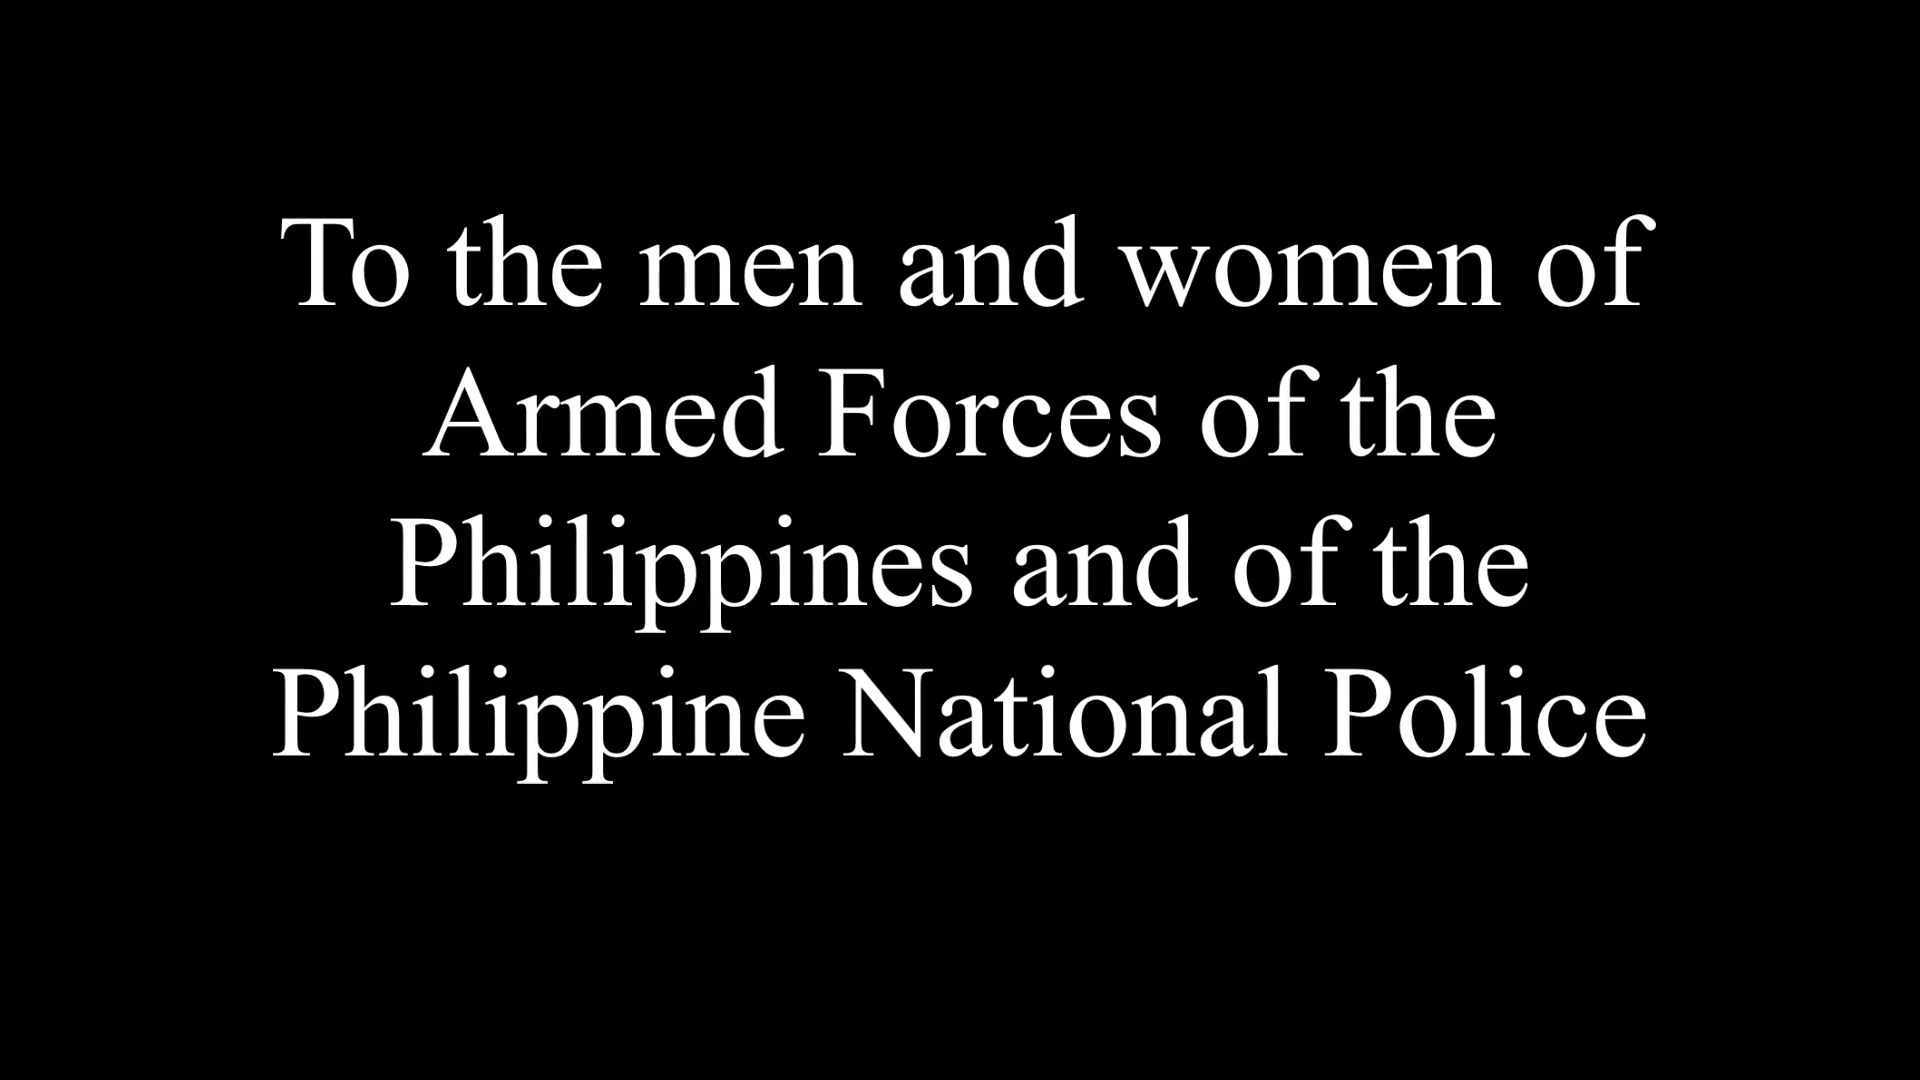 To the men and women of
Armed Forces of the
Philippines and of the
Philippine National Police